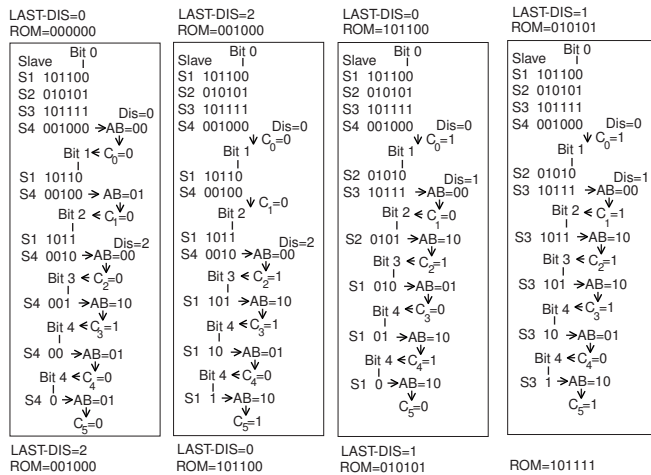 LAST-DIS=0
ROM=000000
Bit 0
Slave
S1 101100
S2 010101
S3 101111
Dis=0
S4 001000 →AB=00
Bit 1 C0=0
S1 10110
S4 00100 →AB=01
Bit 2 C1=0
S1 1011
Dis=2
S4 0010 →AB=00
Bit 3 C2=0
S4 001 →AB=10
Bit 4 C3=1
S4 00 →AB=01
Bit 4 C4=0
S4 0 →AB=01
C5=0
LAST-DIS=2
ROM=001000
LAST-DIS=2
ROM=001000
Bit 0
Slave
S1 101100
S2 010101
S3 101111
S4 001000 Dis=0
C0=0
Bit 1
S1 10110
S4 00100
C1=0
Bit 2
S1 1011
Dis=2
S4 0010 →AB=00
Bit 3 C2=1
S1 101 →AB=10
Bit 4 C3=1
S1 10 →AB=01
Bit 4 C4=0
S1 1 →AB=10
C5=1
LAST-DIS=0
ROM=101100
LAST-DIS=0
ROM=101100
Bit 0
Slave
S1 101100
S2 010101
S3 101111
S4 001000 Dis=0
C0=1
Bit 1
S2 01010
Dis=1
S3 10111 →AB=00
Bit 2 C1=0
S2 0101 →AB=10
Bit 3 C2=1
S1 010 →AB=01
Bit 4 C3=0
S1 01 →AB=10
Bit 4 C4=1
S1 0 →AB=10
C5=0
LAST-DIS=1
ROM=010101
LAST-DIS=1
ROM=010101
Bit 0
Slave
S1 101100
S2 010101
S3 101111
S4 001000 Dis=0
C0=1
Bit 1
S2 01010
Dis=1
S3 10111 →AB=00
Bit 2 C1=1
S3 1011 →AB=10
Bit 3 C2=1
S3 101 →AB=10
Bit 4 C3=1
S3 10 →AB=01
Bit 4 C4=0
S3 1 →AB=10
C5=1
ROM=101111